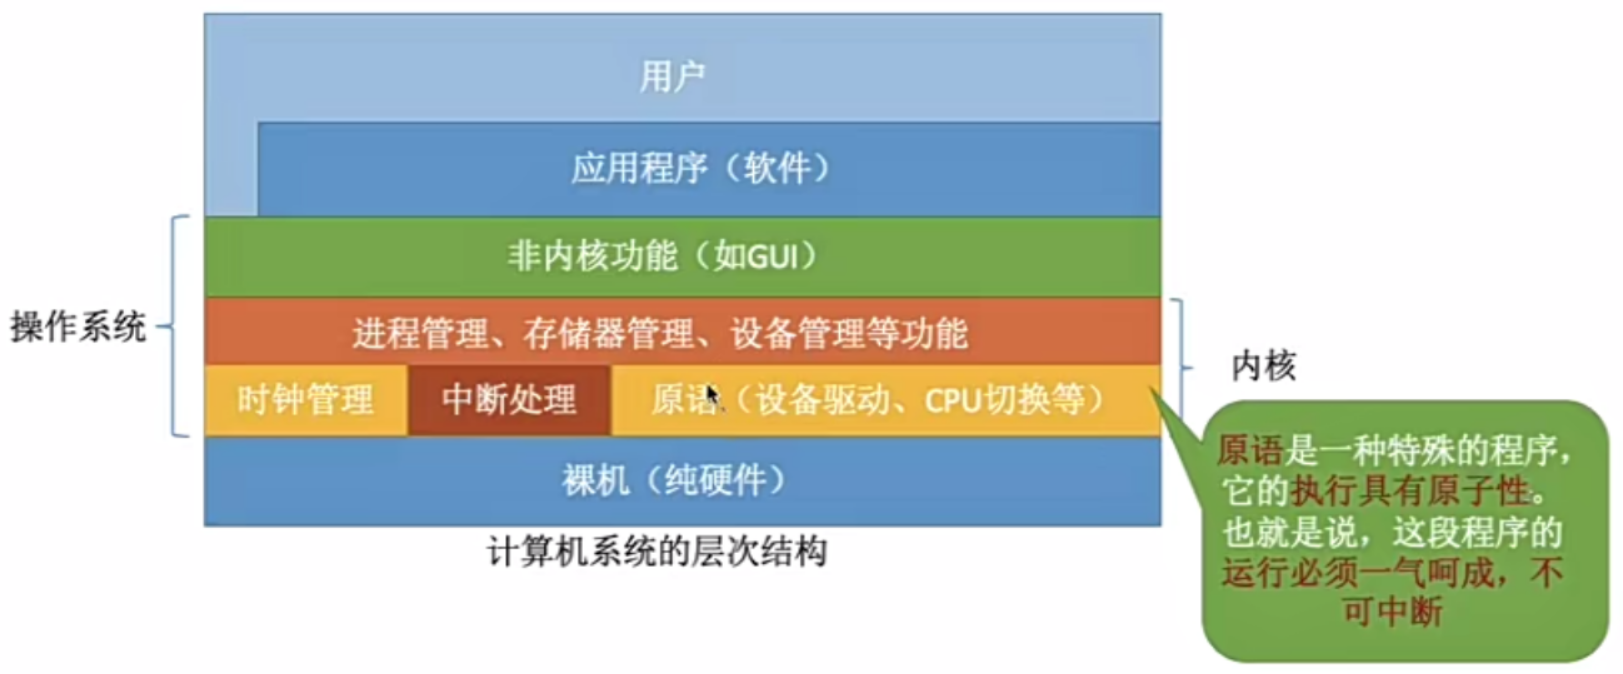 用户
应用程序（软件）
非内核功能（如GUI）
操作系统
进程管理、存储器管理、设备管理等功能
内核
时钟管理
中断处理
原语（设备驱动、CPU切换等）
裸机（纯硬件）
计算机系统的层次结构
原语是一种特殊的程序，
它的执行具有原子性。
也就是说，这段程序的
运行必须一气呵成，不
可中断